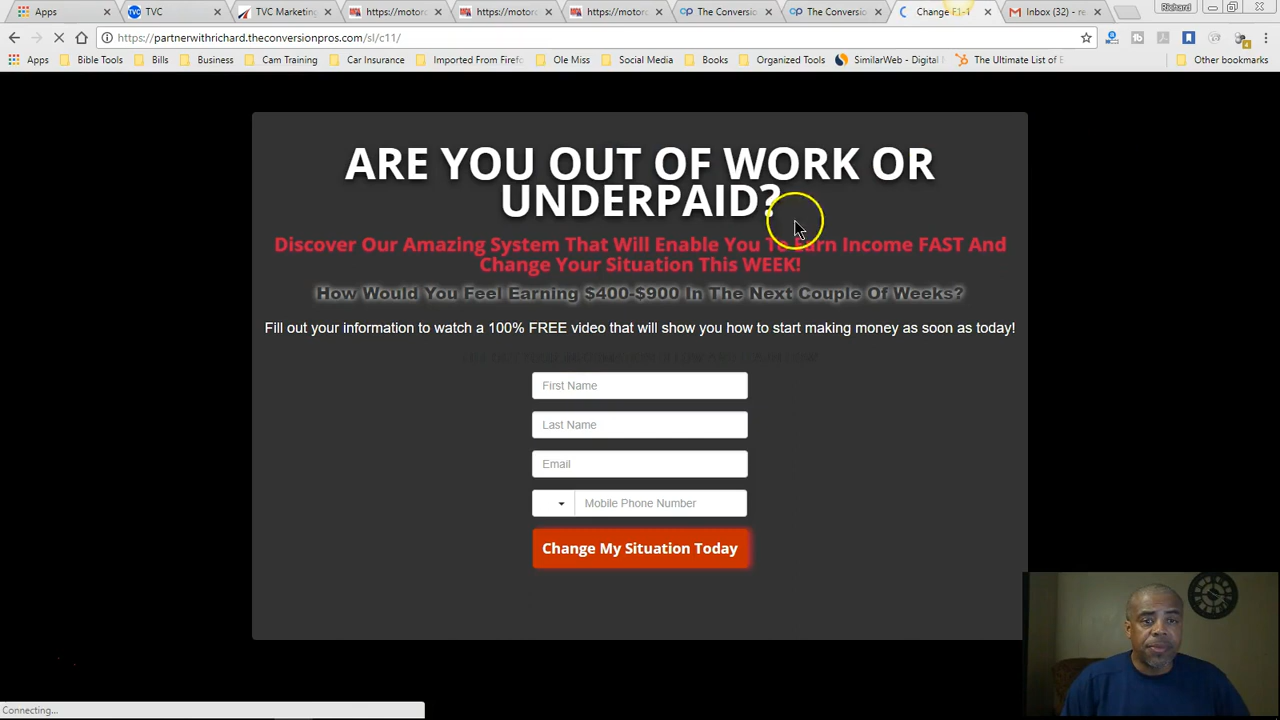 Apps
TVC
TVC Marketing
https://motorc
https://motorc
https://motorc
The Conversio
The Conversio
Change F1-1
Inbox (32) - re
Richard
https://partnerwithrichard.theconversionpros.com/sl/c11/
Apps
Bible Tools
Bills
Business
Cam Training
Car Insurance
Imported From Firefo
Ole Miss
Social Media
Books
Organized Tools
SimilarWeb - Digital
The Ultimate List of
Other bookmarks
ARE YOU OUT OF WORK OR
UNDERPAID?
Discover Our Amazing System That Will Enable You To Earn Income FAST And
Change Your Situation This WEEK!
How Would You Feel Earning $400-$900 In The Next Couple Of Weeks?
Fill out your information to watch a 100% FREE video that will show you how to start making money as soon as today!
First Name
Last Name
Email
Mobile Phone Number
Change My Situation Today
Connecting...